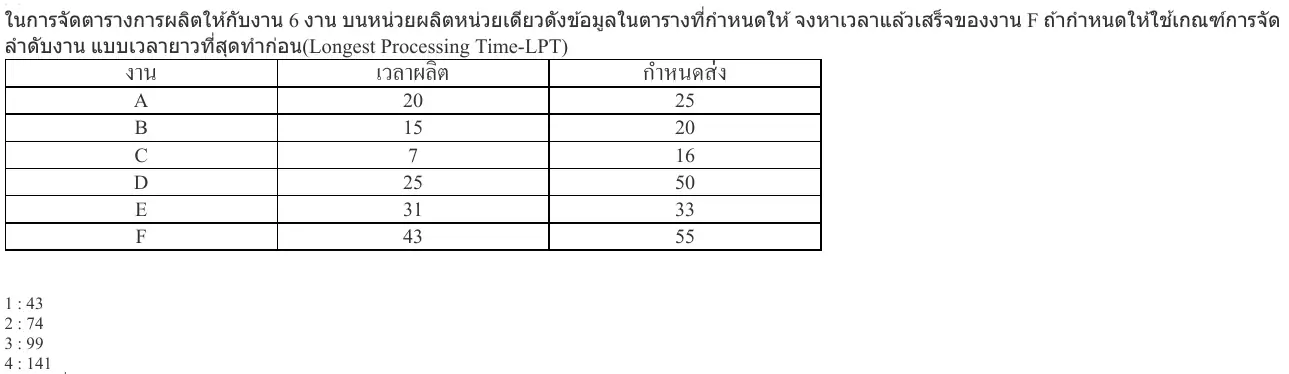 ในการจัดตารางการผลิตให้กับงาน 6 งาน บนหน่วยผลิตหน่วยเดียวดังข้อมูลในตารางที่กำหนดให้ จงหาเวลาแล้วเสร็จของงาน F ถ้ากำหนดให้ใช้เกณฑ์การจัด
ลำดับงาน แบบเวลายาวที่สุดทำก่อน(Longest Processing Time-LPT)
งาน เวลาผลิต กำหนดส่ง
A 20 25
B 15 20
C 7 16
D 25 50
E 31 33
F 43 55
1 : 43
2 : 74
3 : 99
4 : 141